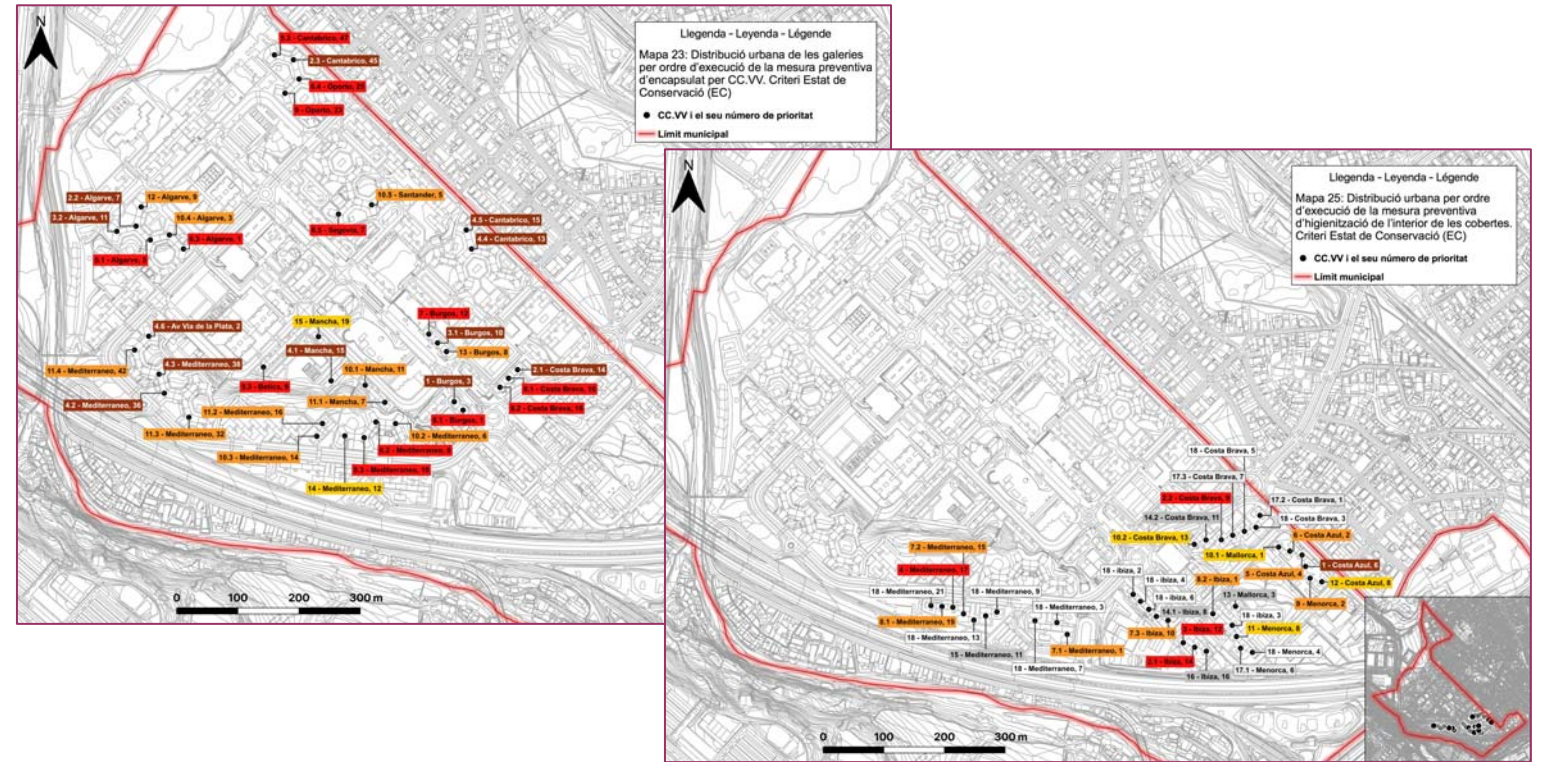 N
Llegenda - Leyenda - Légende
Mapa 23: Distribució urbana de les galeries
per ordre d'execució de la mesura preventiva
d'encapsulat per CC.VV. Criteri Estat de
Conservació (EC)
CC.VV i el seu número de prioritat
Límit municipal
2.3 - Cantabrico, 45
9 - Oporto, 23
2.2 - Algarve, 7
12 - Algarve, 9
10.5 - Santander, 5
3.2 - Algarve, 11
10.4 - Algarve, 3
4.5 - Cantabrico, 15
4.4 - Cantabrico, 13
4.6 - Av Via de la Plata, 2
15 - Mancha, 19
7 - Burgos, 12
3.1 - Burgos, 10
4.1 - Mancha, 15
13 - Burgos, 8
11.4 - Mediterraneo, 42
4.3 - Mediterraneo, 38
10.1 - Mancha, 11
2.1 - Costa Brava, 14
1 - Burgos, 3
4.2 - Mediterraneo, 36
11.1 - Mancha, 7
11.2 - Mediterraneo, 16
11.3 - Mediterraneo, 32
10.2 - Mediterraneo, 6
10.3 - Mediterraneo, 14
14 - Mediterraneo, 12
0 100 200 300 m
N
Llegenda - Leyenda - Légende
Mapa 25: Distribució urbana per ordre
d'execució de la mesura preventiva
d'higienització de l'interior de les cobertes.
Criteri Estat de Conservació (EC)
CC.VV i el seu número de prioritat
Límit municipal
18 - Costa Brava, 5
17.3 - Costa Brava, 7
2.2 - Costa Brava, 9
17.2 - Costa Brava, 1
14.2 - Costa Brava, 11
18 - Costa Brava, 3
10.2 - Costa Brava, 13
6 - Costa Azul, 2
7.2 - Mediterraneo, 15
10.1 - Mallorca, 1
4 - Mediterraneo, 17
18 - ibiza, 2
1 - Costa Azul, 6
18 - ibiza, 4
8.2 - Ibiza, 1
5 - Costa Azul, 4
12 - Costa Azul, 8
18 - Mediterraneo, 21
18 - Mediterraneo, 9
18 - ibiza, 6
13 - Mallorca, 3
9 - Menorca, 2
18 - Mediterraneo, 3
14.1 - Ibiza, 8
18 - ibiza, 3
8.1 - Mediterraneo, 19
7.3 - Ibiza, 10
3 - Ibiza, 12
11 - Menorca, 8
18 - Mediterraneo, 13
7.1 - Mediterraneo, 1
18 - Menorca, 4
15 - Mediterraneo, 11
2.1 - Ibiza, 14
18 - Mediterraneo, 7
16 - Ibiza, 16
17.1 - Menorca, 6
0 100 200 300 m